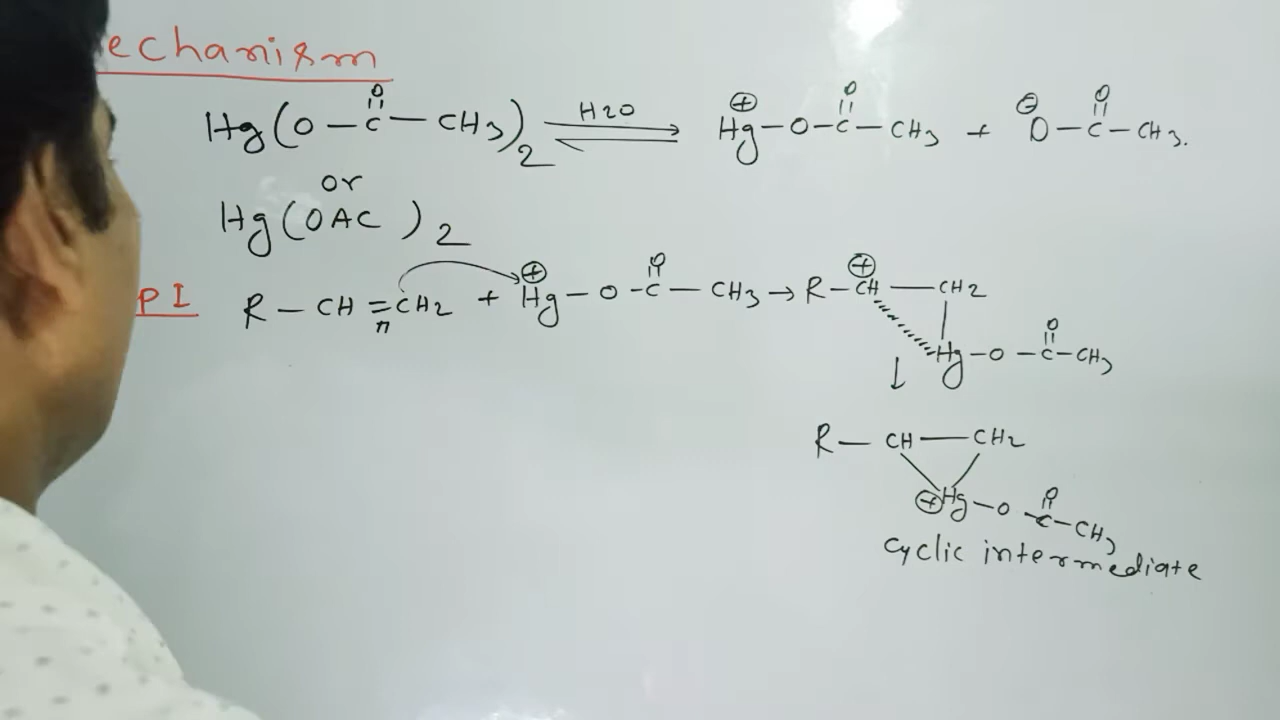 echanism
O O O
Hg(O—C—CH3)2 ⇌ H2O ⊕Hg—O—C—CH3 + ⊖O—C—CH3.
or
Hg(OAC)2
P I R—CH=CH2 + ⊕Hg—O—C—CH3 → R—CH⊕—CH2
π O
Hg—O—C—CH3
O
↓
R—CH—CH2
⊕Hg—O—C—CH3
O
Cyclic intermediate